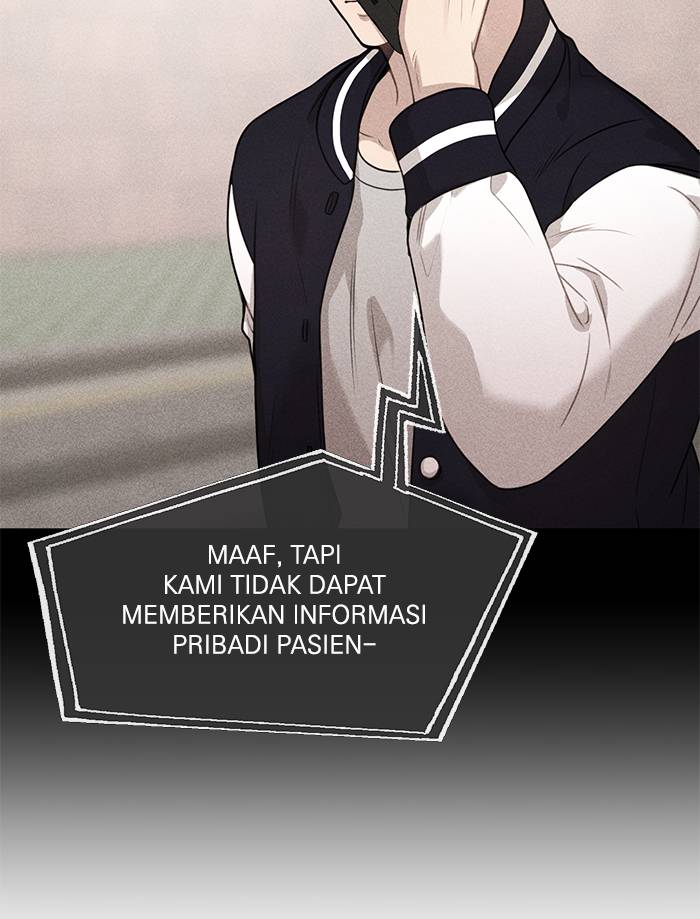 MAAF, TAPI
KAMI TIDAK DAPAT
MEMBERIKAN INFORMASI
PRIBADI PASIEN-